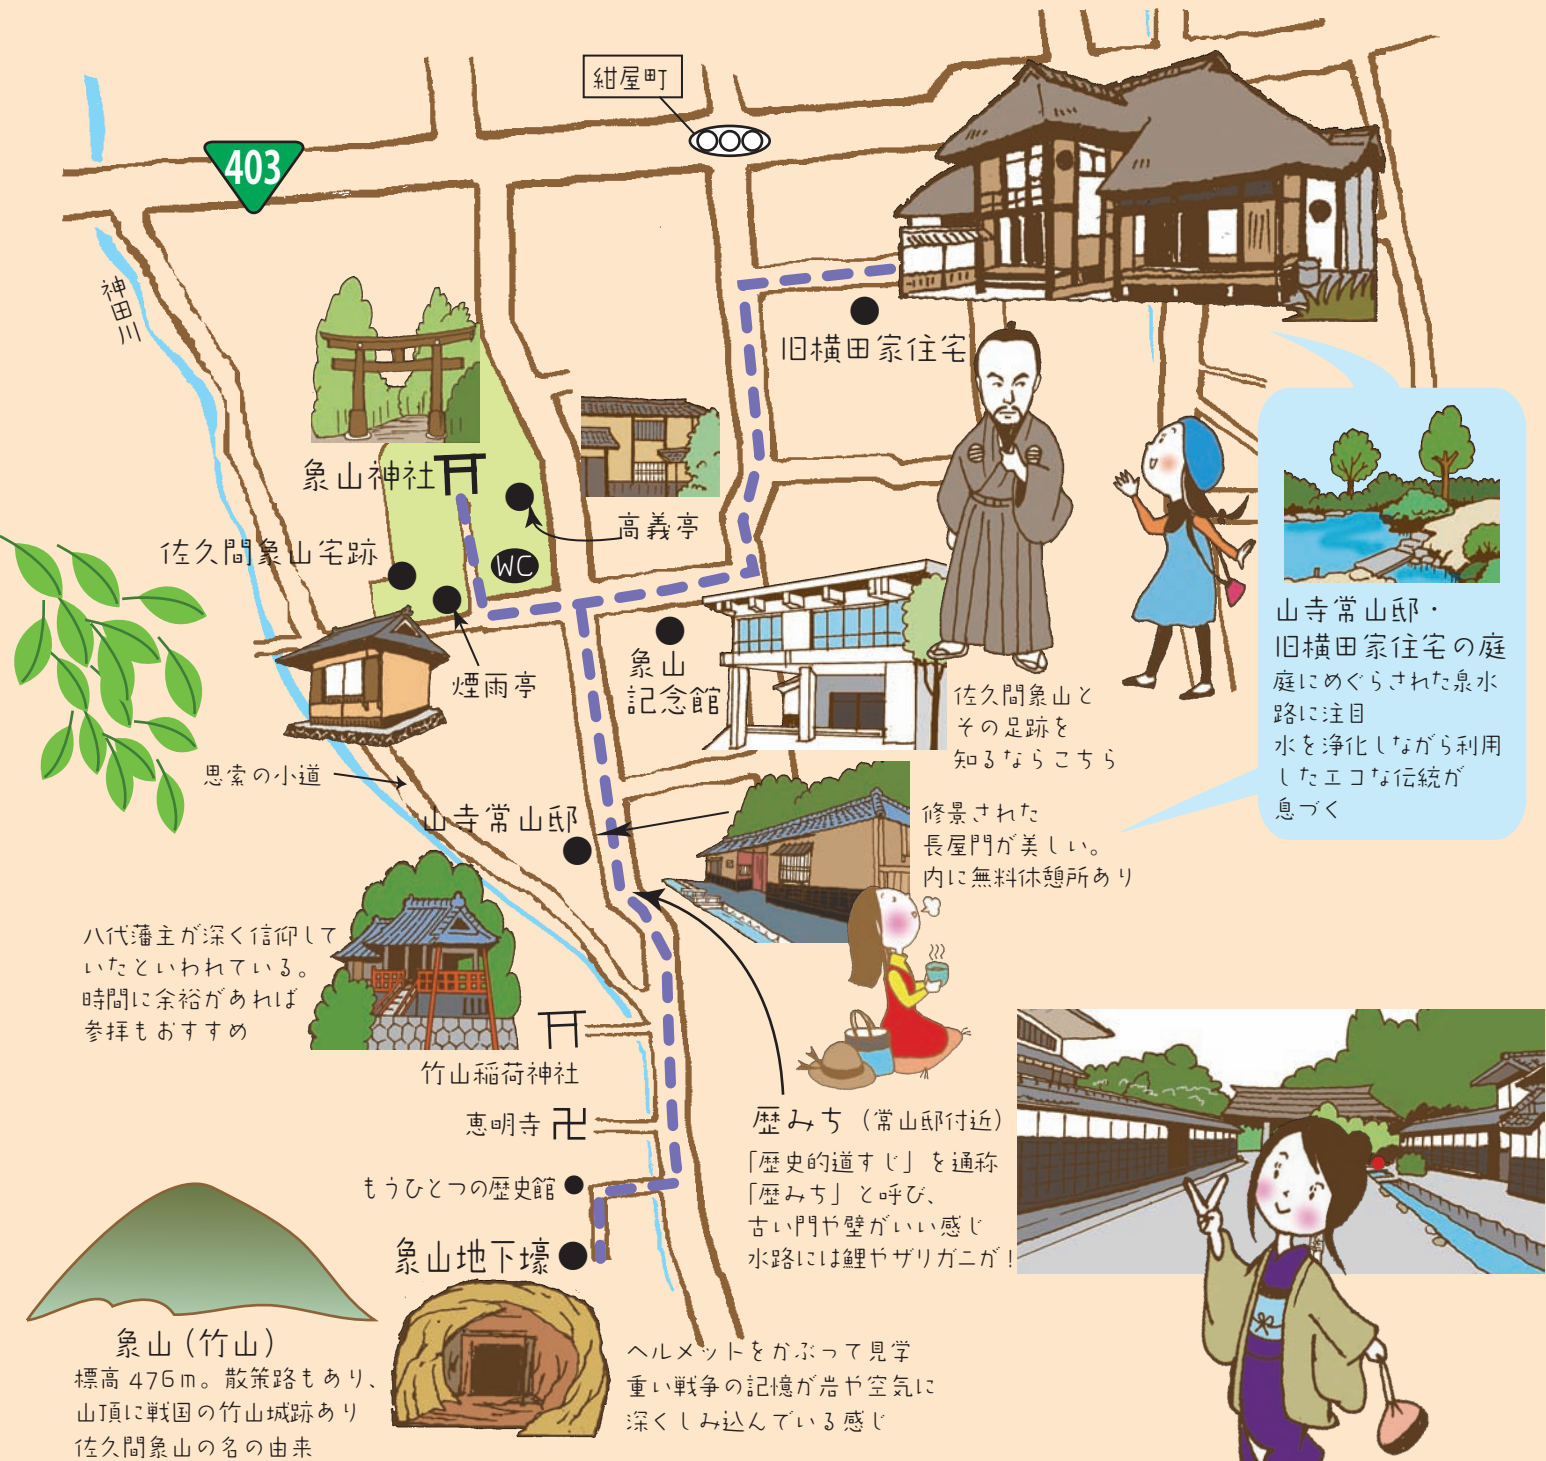 紺屋町
403
神田川
旧横田家住宅
象山神社
高義亭
佐久間象山宅跡
WC
煙雨亭
象山
記念館
佐久間象山と
その足跡を
知るならこちら
山寺常山邸・
旧横田家住宅の庭
庭にめぐらされた泉水
路に注目
水を浄化しながら利用
したエコな伝統が
息づく
思索の小道
山寺常山邸
修景された
長屋門が美しい。
内に無料休憩所あり
八代藩主が深く信仰して
いたといわれている。
時間に余裕があれば
参拝もおすすめ
竹山稲荷神社
恵明寺
もうひとつの歴史館
象山地下壕
歴みち（常山邸付近）
「歴史的道すじ」を通称
「歴みち」と呼び、
古い門や壁がいい感じ
水路には鯉やザリガニが！
象山（竹山）
標高476m。散策路もあり、
山頂に戦国の竹山城跡あり
佐久間象山の名の由来
ヘルメットをかぶって見学
重い戦争の記憶が岩や空気に
深くしみ込んでいる感じ